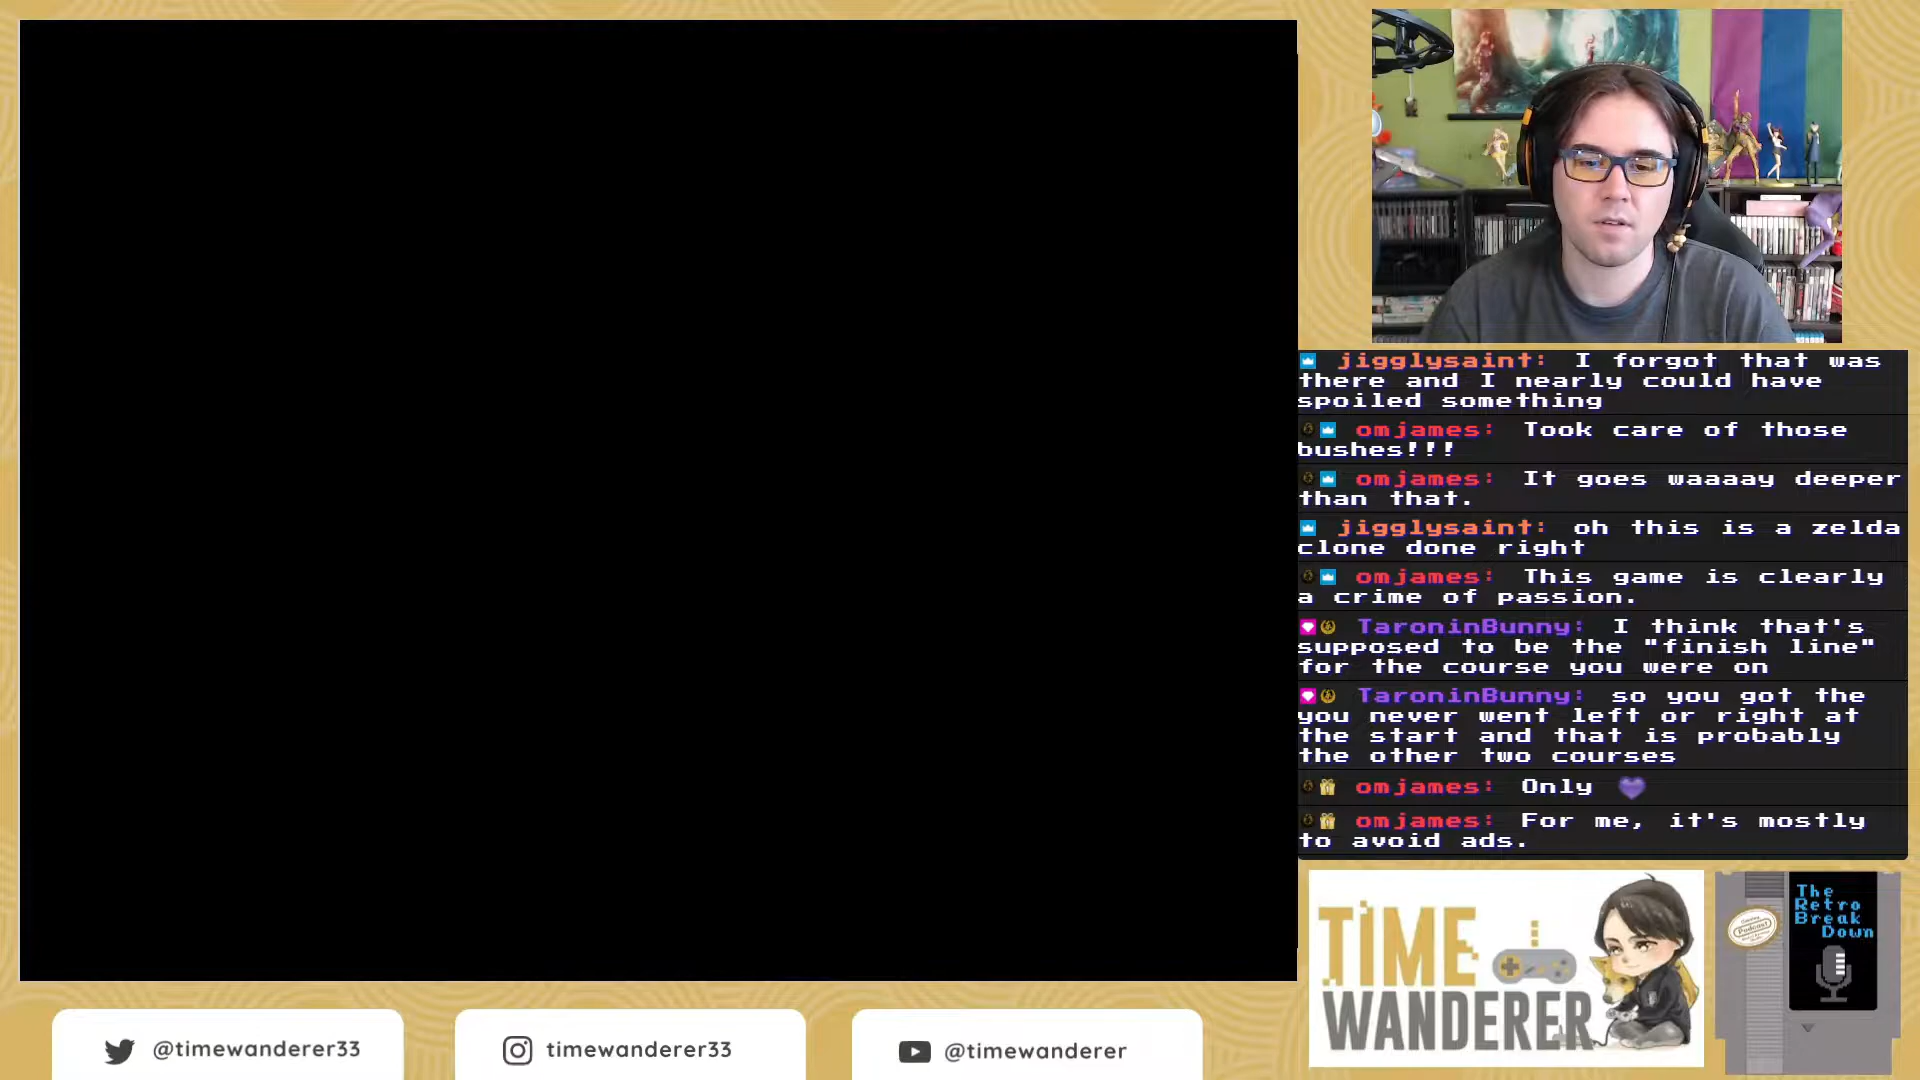 jigglysaint: I forgot that was
there and I nearly could have
spoiled something
omjames: Took care of those
bushes!!!
omjames: It goes waaaay deeper
than that.
jigglysaint: oh this is a zelda
clone done right
omjames: This game is clearly
a crime of passion.
TaroninBunny: I think that's
supposed to be the "finish line"
for the course you were on
TaroninBunny: so you got the
you never went left or right at
the start and that is probably
the other two courses
omjames: Only
omjames: For me, it's mostly
to avoid ads.
TIME
WANDERER
The
Retro
Break
Down
Podcast
@timewanderer33
timewanderer33
@timewanderer